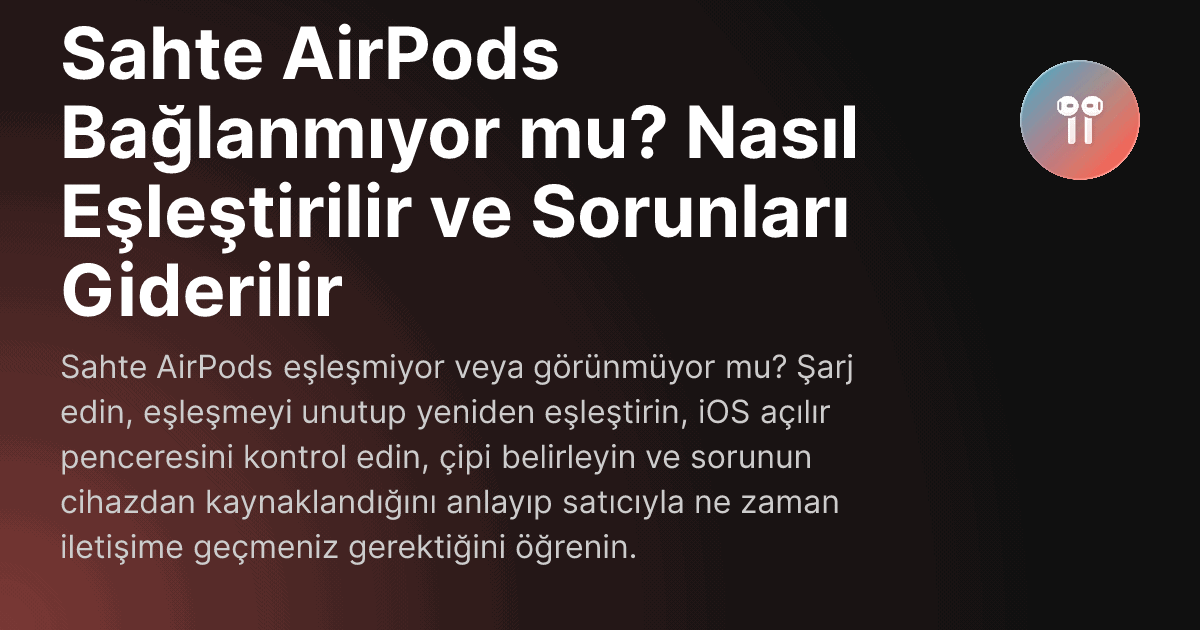 Sahte AirPods
Bağlanmıyor mu? Nasıl
Eşleştirilir ve Sorunları
Giderilir
Sahte AirPods eşleşmiyor veya görünmüyor mu? Şarj
edin, eşleşmeyi unutup yeniden eşleştirin, iOS açılır
penceresini kontrol edin, çipi belirleyin ve sorunun
cihazdan kaynaklandığını anlayıp satıcıyla ne zaman
iletişime geçmeniz gerektiğini öğrenin.